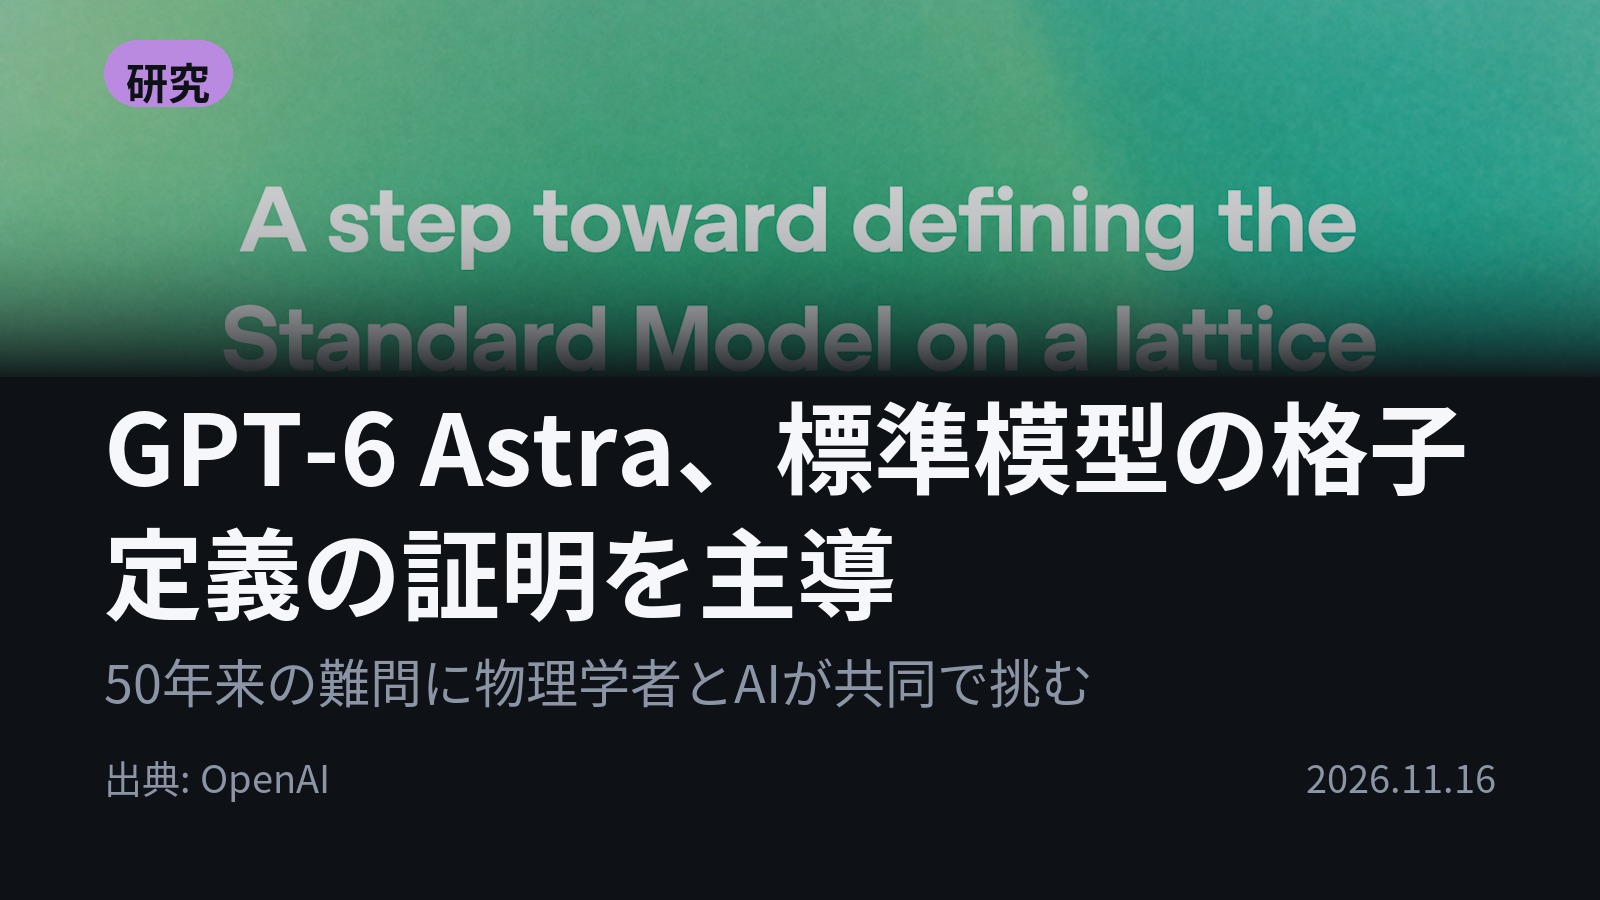 研究
A step toward defining the
Standard Model on a lattice
GPT-6 Astra、標準模型の格子
定義の証明を主導
50年来の難問に物理学者とAIが共同で挑む
出典: OpenAI
2026.11.16